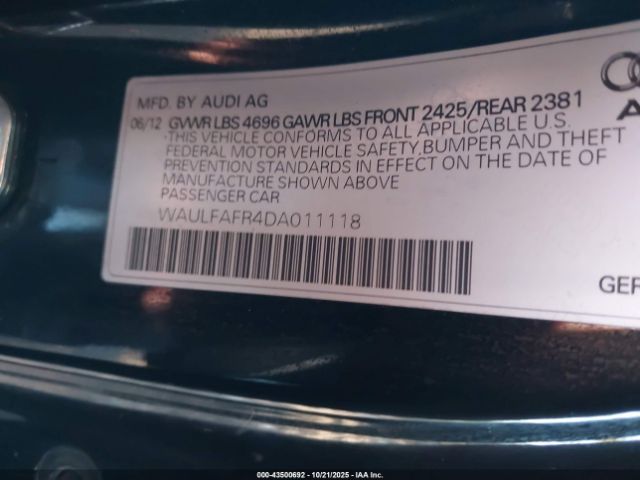 MFD. BY AUDI AG
06/12 GVWR LBS 4696 GAWR LBS FRONT 2425/REAR 2381
THIS VEHICLE CONFORMS TO ALL APPLICABLE U.S.
FEDERAL MOTOR VEHICLE SAFETY, BUMPER AND THEFT
PREVENTION STANDARDS IN EFFECT ON THE DATE OF
MANUFACTURE SHOWN ABOVE
PASSENGER CAR
WAULFAFR4DA011118
GER
000-43500692 - 10/21/2025 - IAA Inc.